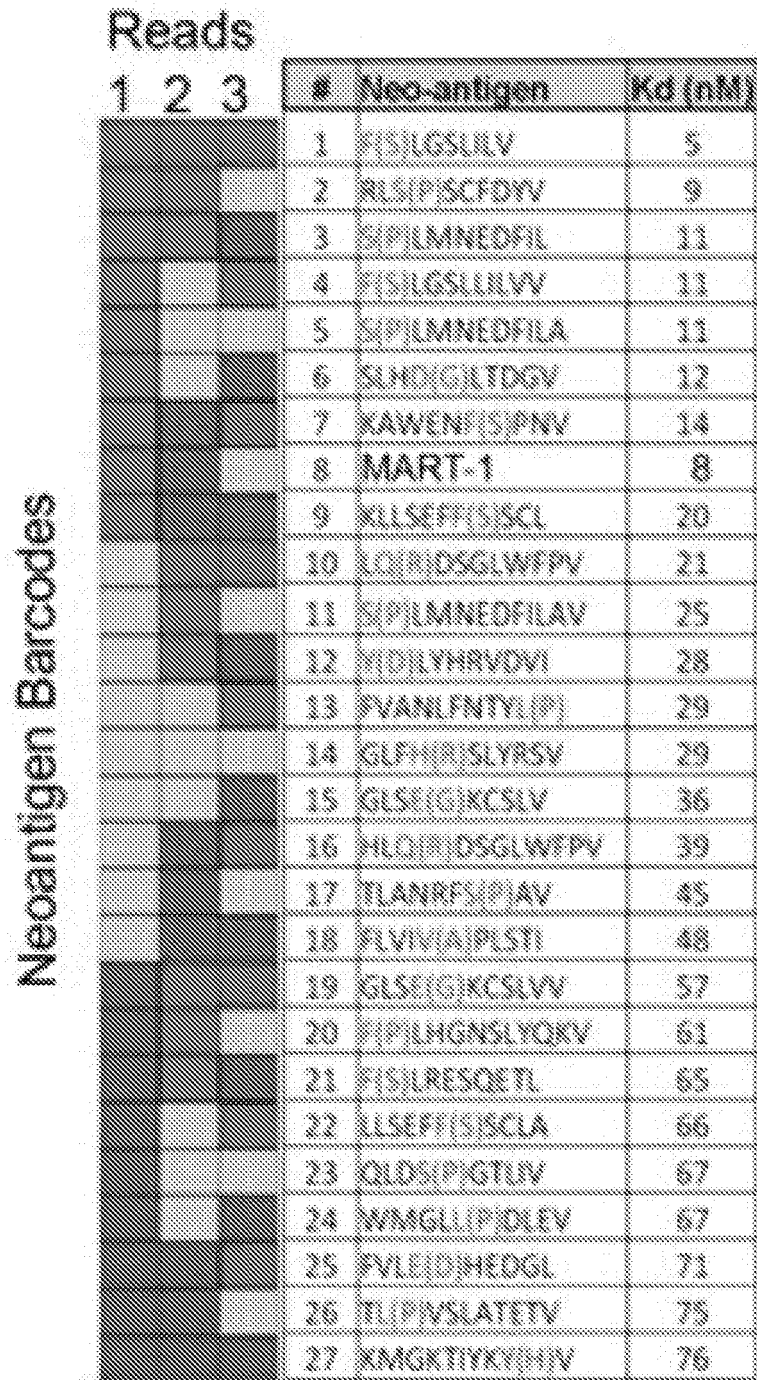 Reads
1 2 3
# Neo-antigen Kd (nM)
1 F[S]LGSLILV 5
2 RLS[P]SCFDYV 9
3 S[P]LMNEDFIL 11
4 F[S]LGSLLILVV 11
5 S[P]LMNEDFILA 11
6 SLHD[G]LTDGV 12
7 KAWENF[S]PNV 14
8 MART-1 8
9 KLLSEFF[S]SCL 20
10 LQ[R]DSGLWFPV 21
11 S[P]LMNEDFILAV 25
12 Y[D]LYHRVDVI 28
13 FVANLFNTYL[P] 29
14 GLFH[R]SLYRSV 29
15 GLSE[G]KCSLV 36
16 HLQ[R]DSGLWFPV 39
17 TLANRFS[P]AV 45
18 FLVIV[A]PLSTI 48
19 GLSE[G]KCSLVV 57
20 F[P]LHGNSLYQKV 61
21 F[S]LRESQETL 65
22 LLSEFF[S]SCLA 66
23 QLDS[P]GTLIV 67
24 WMGLL[P]DLEV 67
25 FVLE[D]HEDGL 71
26 TL[P]VSLATETV 75
27 KMGKTIYKY[H]V 76
Neoantigen Barcodes